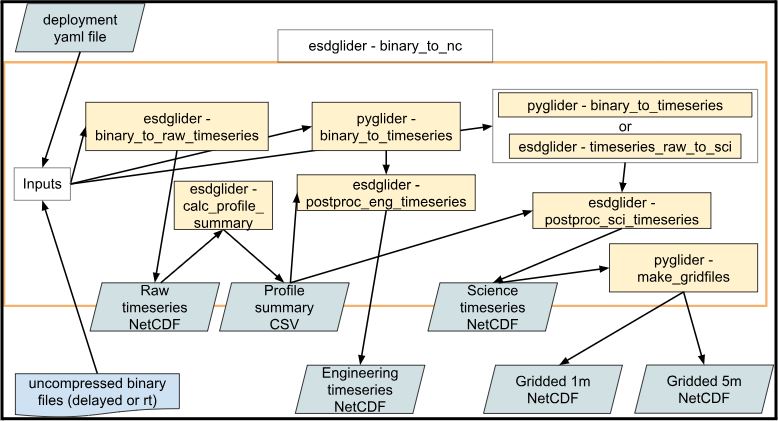 deployment
yaml file
esdglider - binary_to_nc
esdglider -
binary_to_raw_timeseries
pyglider -
binary_to_timeseries
pyglider - binary_to_timeseries
or
esdglider - timeseries_raw_to_sci
Inputs
esdglider -
calc_profile_
summary
esdglider -
postproc_eng_timeseries
esdglider -
postproc_sci_timeseries
pyglider -
make_gridfiles
Raw
timeseries
NetCDF
Profile
summary
CSV
Science
timeseries
NetCDF
uncompressed binary
files (delayed or rt)
Engineering
timeseries
NetCDF
Gridded 1m
NetCDF
Gridded 5m
NetCDF